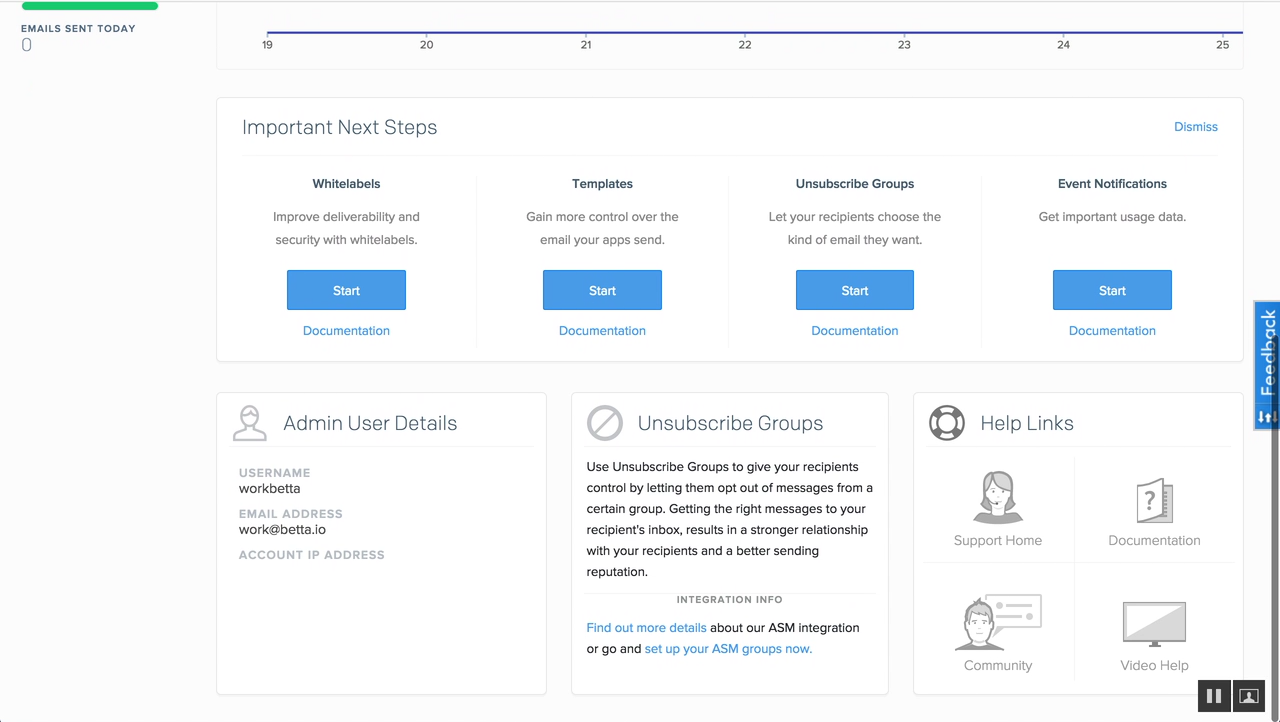 EMAILS SENT TODAY
0
19 20 21 22 23 24 25
Important Next Steps
Dismiss
Whitelabels
Improve deliverability and
security with whitelabels.
Start
Documentation
Templates
Gain more control over the
email your apps send.
Start
Documentation
Unsubscribe Groups
Let your recipients choose the
kind of email they want.
Start
Documentation
Event Notifications
Get important usage data.
Start
Documentation
Feedback
Admin User Details
USERNAME
workbetta
EMAIL ADDRESS
work@betta.io
ACCOUNT IP ADDRESS
Unsubscribe Groups
Use Unsubscribe Groups to give your recipients
control by letting them opt out of messages from a
certain group. Getting the right messages to your
recipient's inbox, results in a stronger relationship
with your recipients and a better sending
reputation.
INTEGRATION INFO
Find out more details about our ASM integration
or go and set up your ASM groups now.
Help Links
Support Home
?
Documentation
Community
Video Help